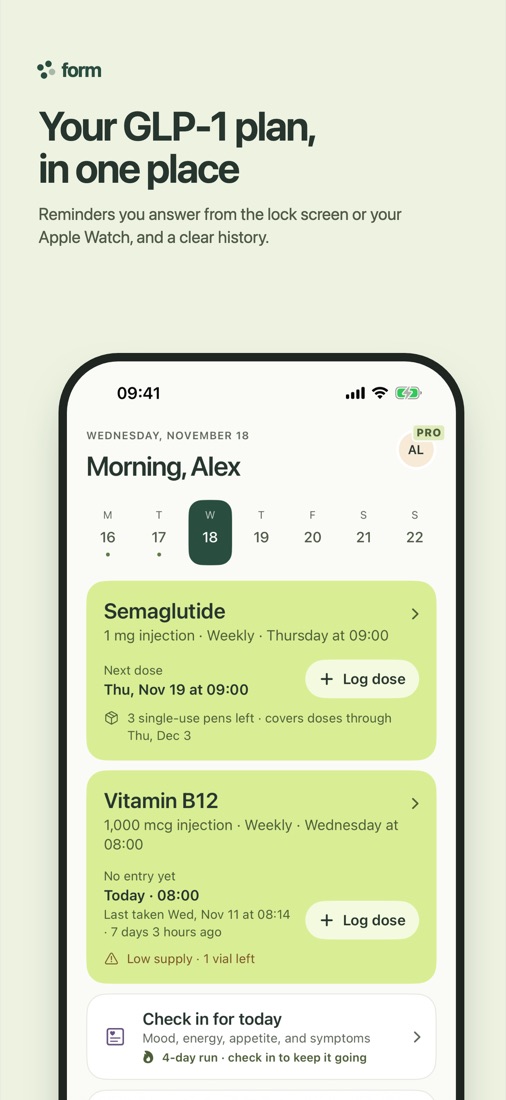 form
Your GLP-1 plan,
in one place
Reminders you answer from the lock screen or your
Apple Watch, and a clear history.
09:41
WEDNESDAY, NOVEMBER 18
PRO
AL
Morning, Alex
M T W T F S S
16 17 18 19 20 21 22
Semaglutide
1 mg injection · Weekly · Thursday at 09:00
Next dose
Thu, Nov 19 at 09:00
+ Log dose
3 single-use pens left · covers doses through
Thu, Dec 3
Vitamin B12
1,000 mcg injection · Weekly · Wednesday at
08:00
No entry yet
Today · 08:00
Last taken Wed, Nov 11 at 08:14
· 7 days 3 hours ago
+ Log dose
Low supply · 1 vial left
Check in for today
Mood, energy, appetite, and symptoms
4-day run · check in to keep it going